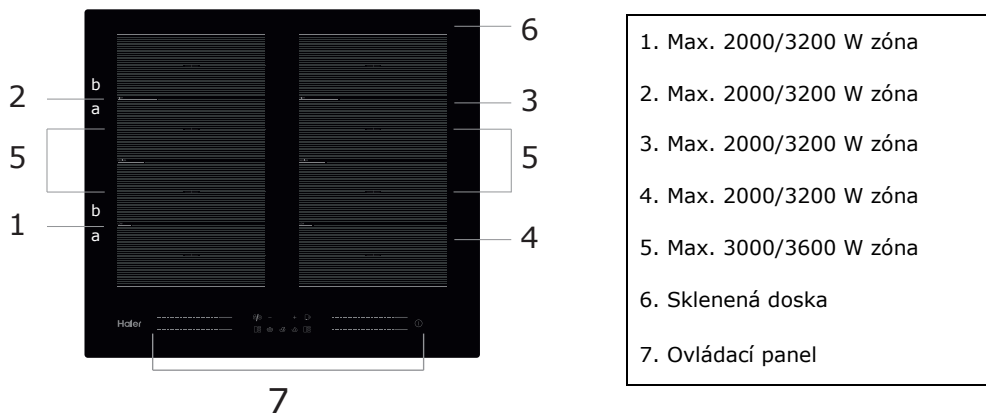 6
b
2
a
3
5
5
b
1
a
4
Haier
7
1. Max. 2000/3200 W zóna
2. Max. 2000/3200 W zóna
3. Max. 2000/3200 W zóna
4. Max. 2000/3200 W zóna
5. Max. 3000/3600 W zóna
6. Sklenená doska
7. Ovládací panel